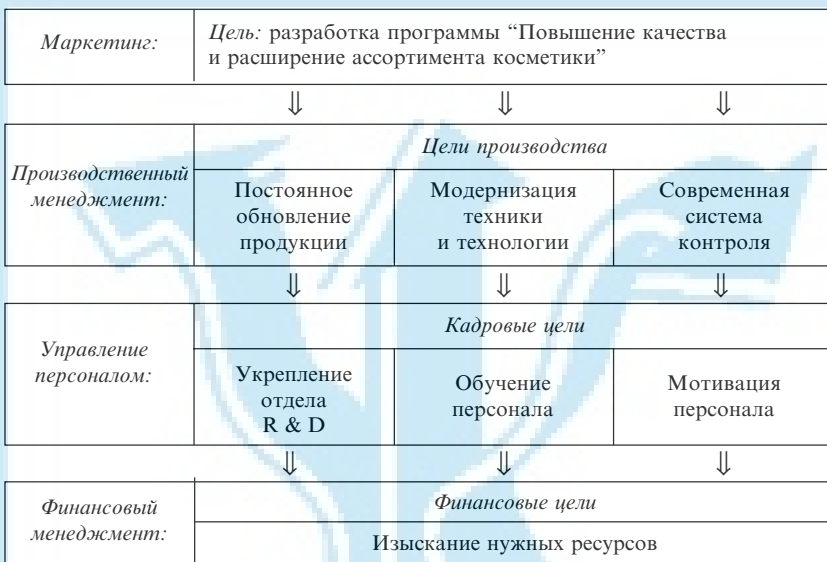 Маркетинг:
Цель: разработка программы “Повышение качества
и расширение ассортимента косметики”
⇓ ⇓ ⇓
Производственный
менеджмент:
Цели производства
Постоянное
обновление
продукции
Модернизация
техники
и технологии
Современная
система
контроля
⇓ ⇓ ⇓
Управление
персоналом:
Кадровые цели
Укрепление
отдела
R & D
Обучение
персонала
Мотивация
персонала
⇓ ⇓ ⇓
Финансовый
менеджмент:
Финансовые цели
Изыскание нужных ресурсов